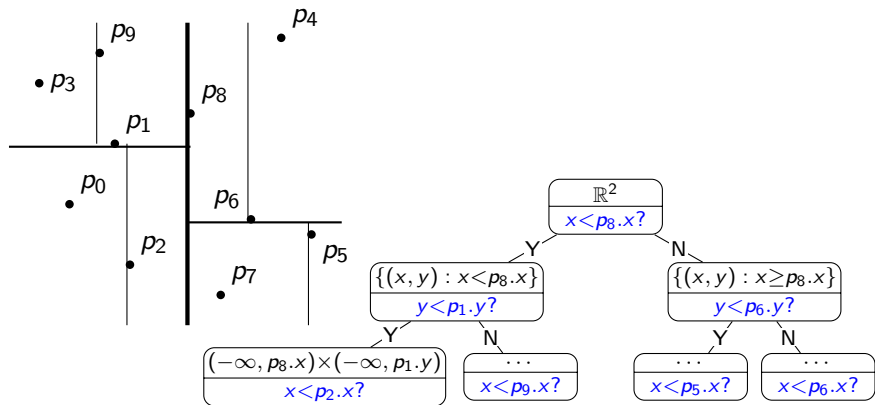 p₄
p₉
p₃
p₈
p₁
p₀
p₆
p₂
p₅
p₇
ℝ²
x<p₈.x?
Y
N
{(x, y) : x<p₈.x}
{(x, y) : x≥p₈.x}
y<p₁.y?
y<p₆.y?
Y
N
Y
N
(−∞, p₈.x)×(−∞, p₁.y)
x<p₂.x?
···
x<p₉.x?
···
x<p₅.x?
···
x<p₆.x?